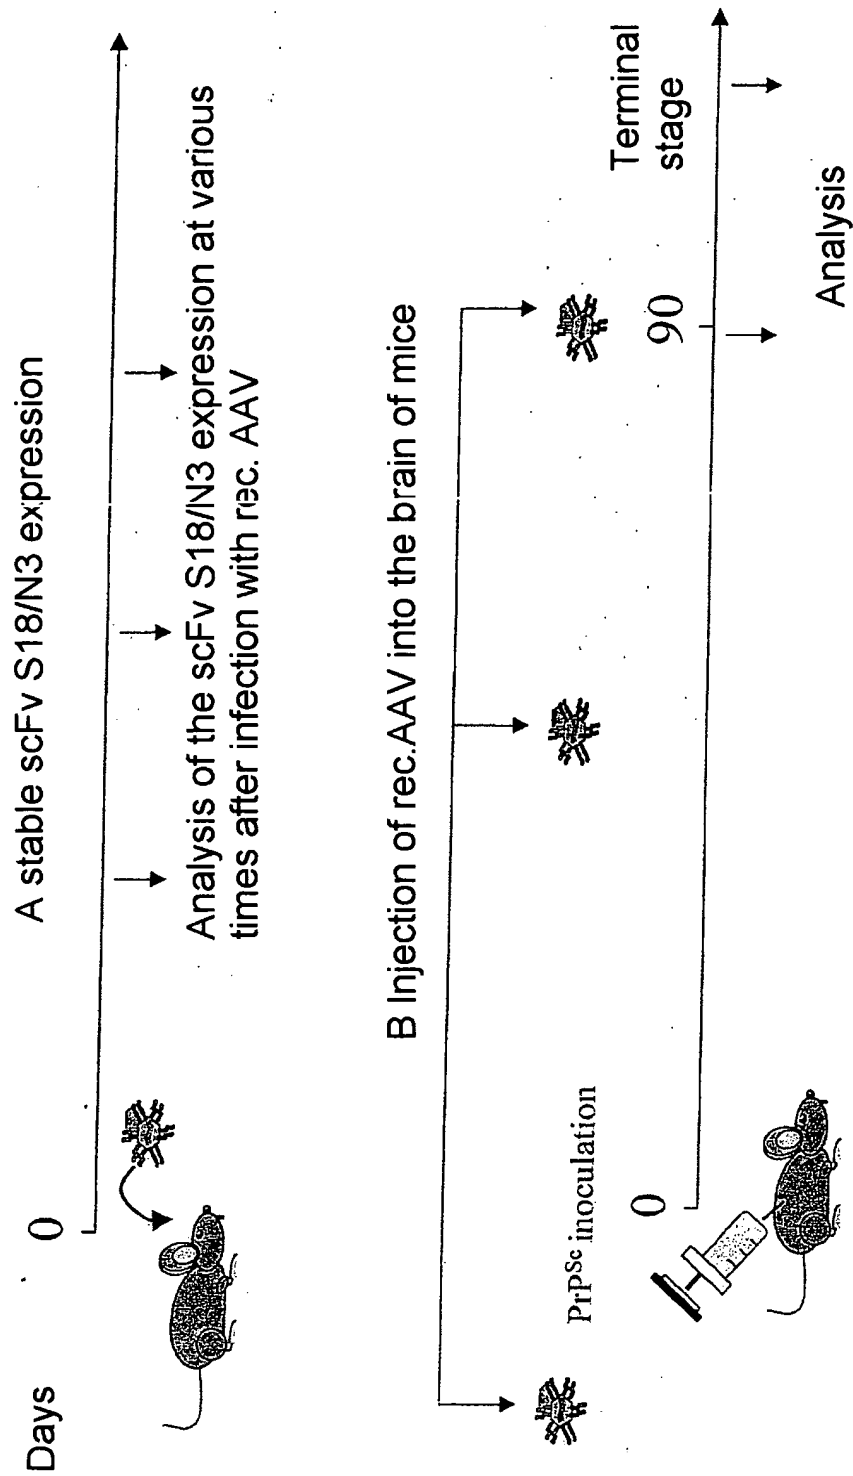 Days
0
A stable scFv S18/N3 expression
Analysis of the scFv S18/N3 expression at various
times after infection with rec. AAV
B Injection of rec.AAV into the brain of mice
PrPSc inoculation
0
90
Terminal
stage
Analysis